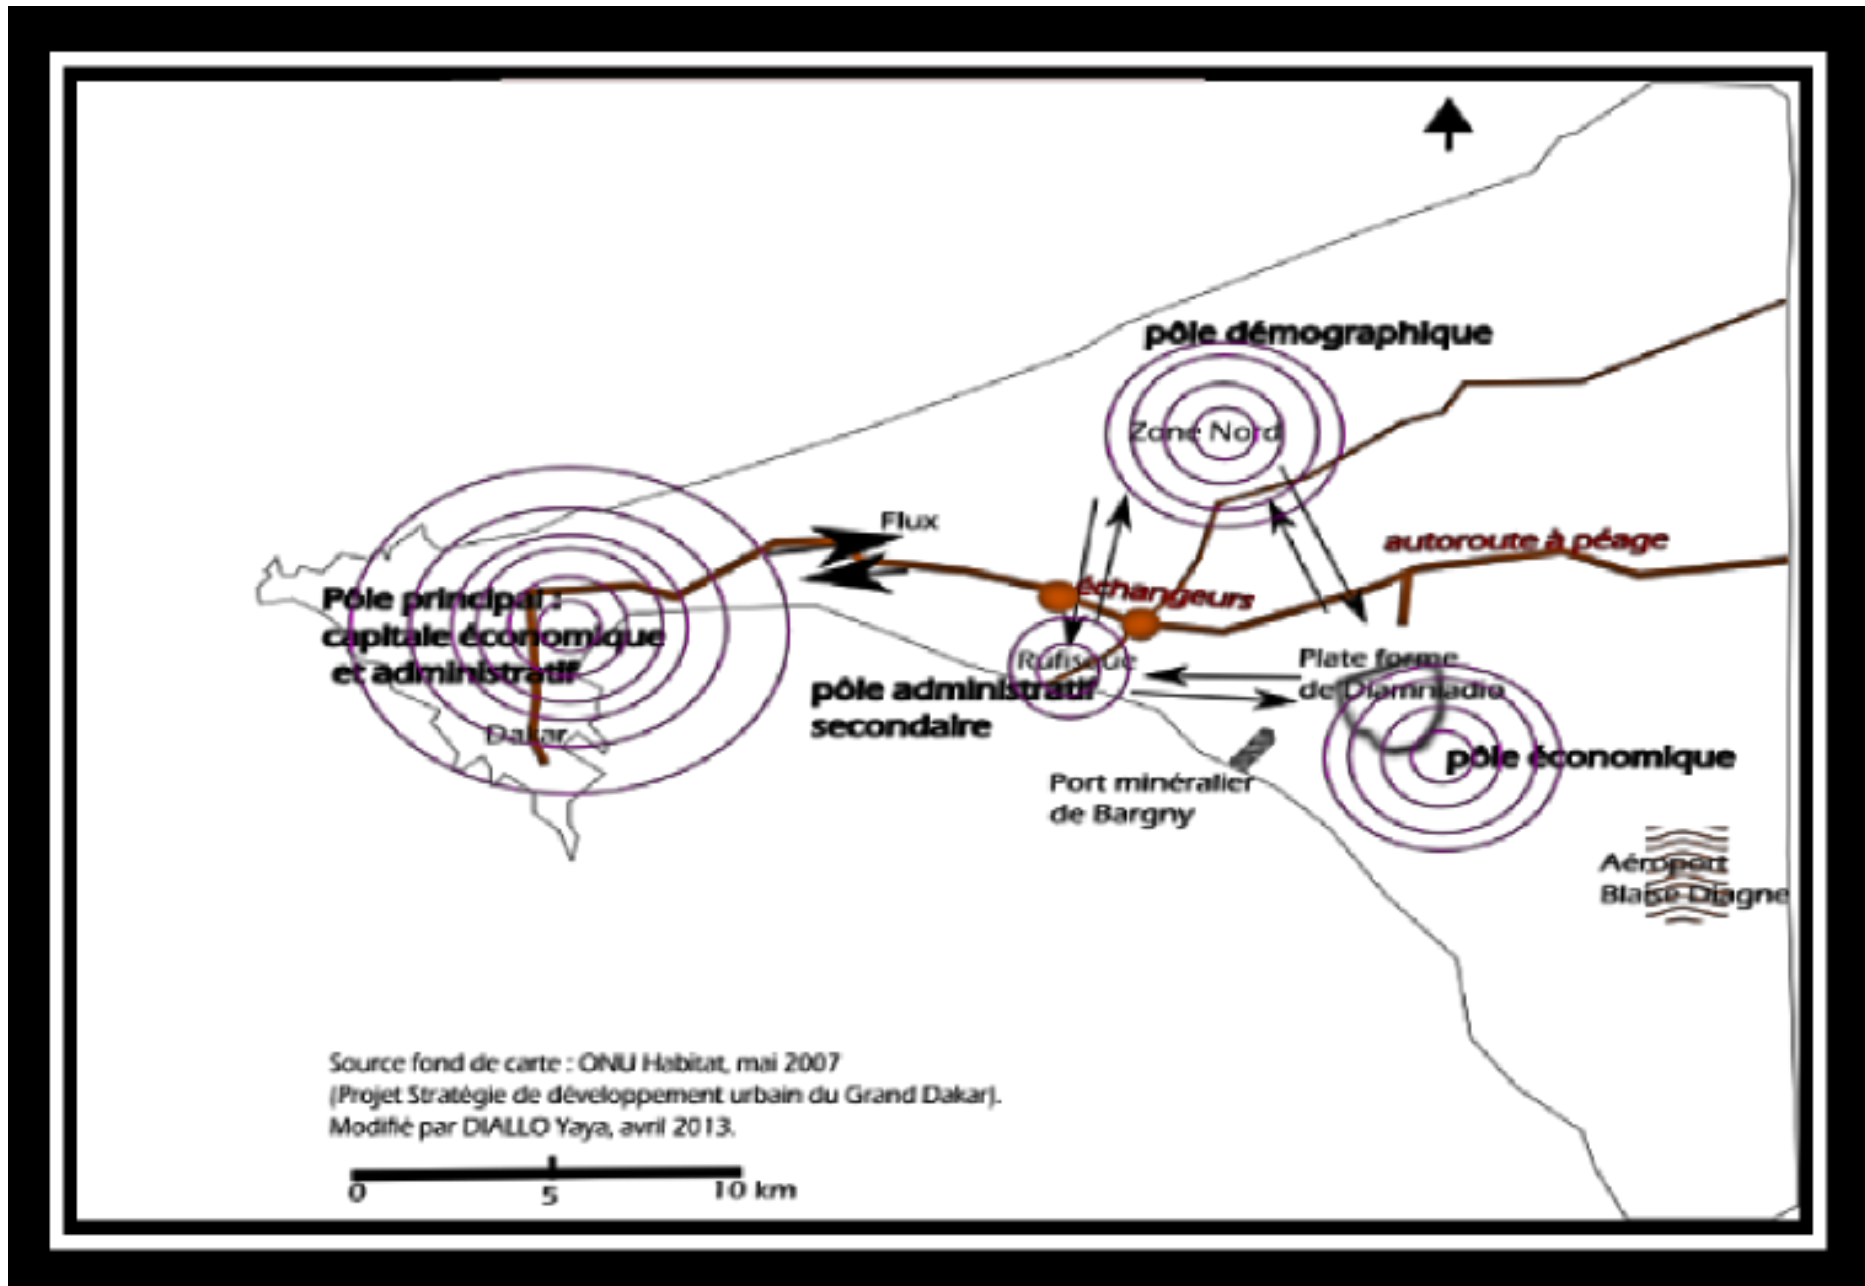 pôle démographique
Zone Nord
Flux
autoroute à péage
échangeurs
Pôle principal :
capitale économique
et administratif
Dakar
Rufisque
pôle administratif
secondaire
Plate forme
de Diamniadio
pôle économique
Port minéralier
de Bargny
Aéroport
Blaise Diagne
Source fond de carte : ONU Habitat, mai 2007
(Projet Stratégie de développement urbain du Grand Dakar).
Modifié par DIALLO Yaya, avril 2013.
0 5 10 km